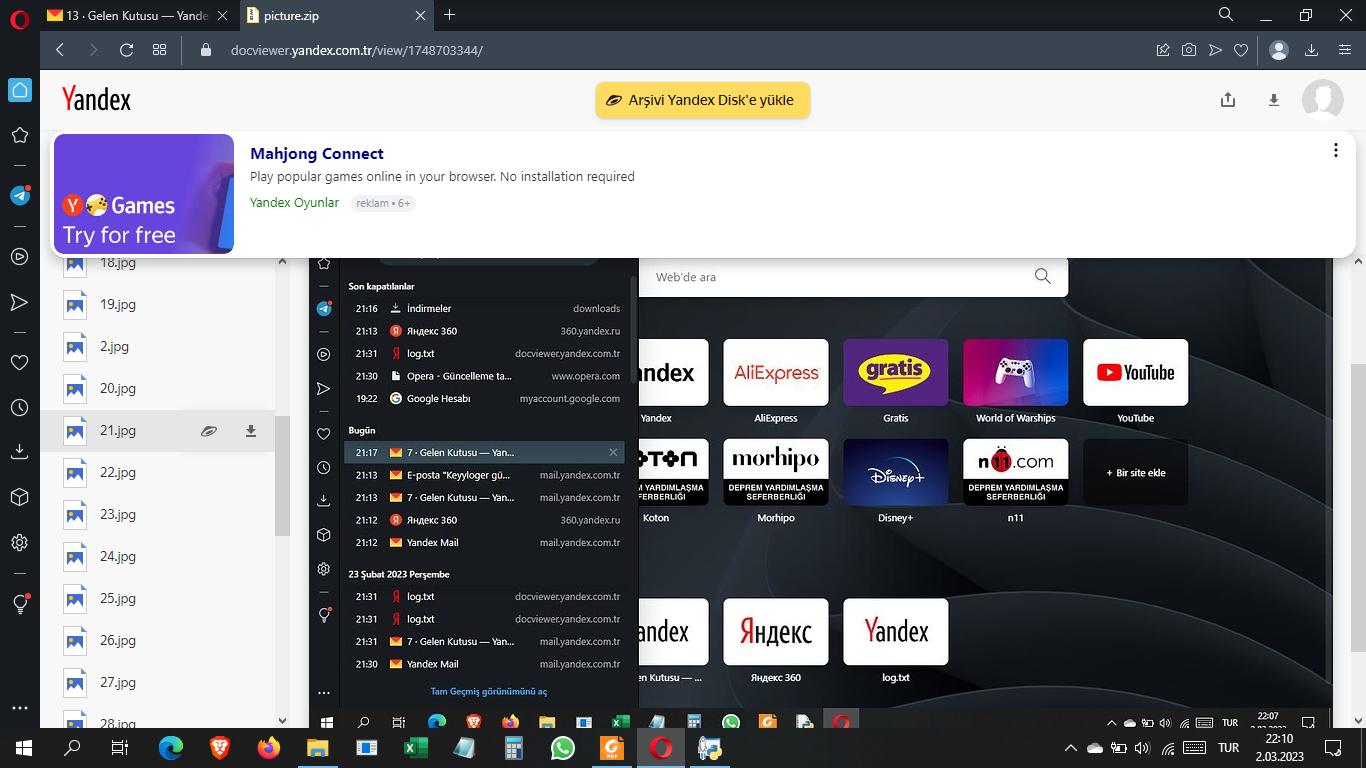 13 · Gelen Kutusu — Yande
picture.zip
docviewer.yandex.com.tr/view/1748703344/
Yandex
Arşivi Yandex Disk'e yükle
Games
Try for free
Mahjong Connect
Play popular games online in your browser. No installation required
Yandex Oyunlar reklam • 6+
18.jpg
19.jpg
2.jpg
20.jpg
21.jpg
22.jpg
23.jpg
24.jpg
25.jpg
26.jpg
27.jpg
28.jpg
Son kapatılanlar
21:16 İndirmeler downloads
21:13 Яндекс 360 360.yandex.ru
21:31 log.txt docviewer.yandex.com.tr
21:30 Opera - Güncelleme ta... www.opera.com
19:22 Google Hesabı myaccount.google.com
Bugün
21:17 7 · Gelen Kutusu — Yan...
21:13 E-posta "Keyyloger gü... mail.yandex.com.tr
21:13 7 · Gelen Kutusu — Yan... mail.yandex.com.tr
21:12 Яндекс 360 360.yandex.ru
21:12 Yandex Mail mail.yandex.com.tr
23 Şubat 2023 Perşembe
21:31 log.txt docviewer.yandex.com.tr
21:31 log.txt docviewer.yandex.com.tr
21:31 7 · Gelen Kutusu — Yan... mail.yandex.com.tr
21:30 Yandex Mail mail.yandex.com.tr
Tam Geçmiş görünümünü aç
Web'de ara
andex
AliExpress
gratis
YouTube
Yandex
AliExpress
Gratis
World of Warships
YouTube
morhipo
DEPREM YARDIMLAŞMA
SEFERBERLİĞİ
Disney+
n11.com
DEPREM YARDIMLAŞMA
SEFERBERLİĞİ
+ Bir site ekle
YARDIMLAŞMA
SEFERBERLİĞİ
Koton
Morhipo
Disney+
n11
andex
Яндекс
Yandex
en Kutusu — ...
Яндекс 360
log.txt
TUR
22:07
TUR
22:10
2.03.2023